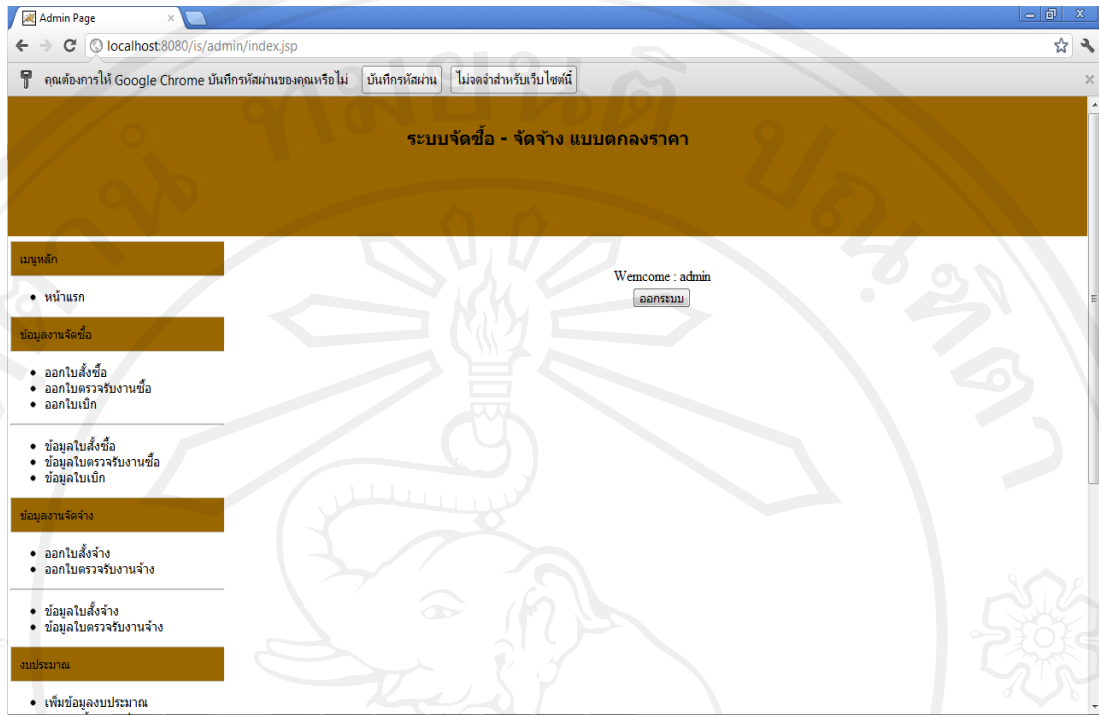 Admin Page
localhost:8080/is/admin/index.jsp
คุณต้องการให้ Google Chrome บันทึกรหัสผ่านของคุณหรือไม่ บันทึกรหัสผ่าน ไม่จดจำสำหรับเว็บไซต์นี้
ระบบจัดซื้อ - จัดจ้าง แบบตกลงราคา
เมนูหลัก
หน้าแรก
ข้อมูลงานจัดซื้อ
ออกใบสั่งซื้อ
ออกใบตรวจรับงานซื้อ
ออกใบเบิก
ข้อมูลใบสั่งซื้อ
ข้อมูลใบตรวจรับงานซื้อ
ข้อมูลใบเบิก
ข้อมูลงานจัดจ้าง
ออกใบสั่งจ้าง
ออกใบตรวจรับงานจ้าง
ข้อมูลใบสั่งจ้าง
ข้อมูลใบตรวจรับงานจ้าง
งบประมาณ
เพิ่มข้อมูลงบประมาณ
Wemcome : admin
ออกระบบ